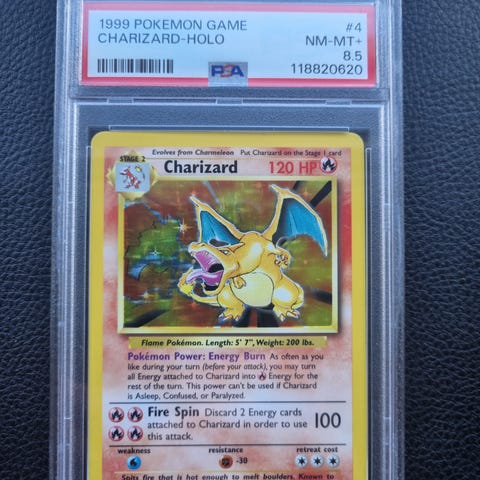 1999 POKEMON GAME #4
CHARIZARD-HOLO NM-MT+
8.5
PSA 118820620
Evolves from Charmeleon Put Charizard on the Stage 1 card
STAGE 2
Charizard 120 HP
Flame Pokémon. Length: 5' 7", Weight: 200 lbs.
Pokémon Power: Energy Burn As often as you
like during your turn (before your attack), you may turn
all Energy attached to Charizard into Energy for
the rest of the turn. This power can't be used if Charizard
is Asleep, Confused, or Paralyzed.
Fire Spin Discard 2 Energy cards
attached to Charizard in order to use 100
this attack.
weakness resistance retreat cost
-30
Spits fire that is hot enough to melt boulders. Known to